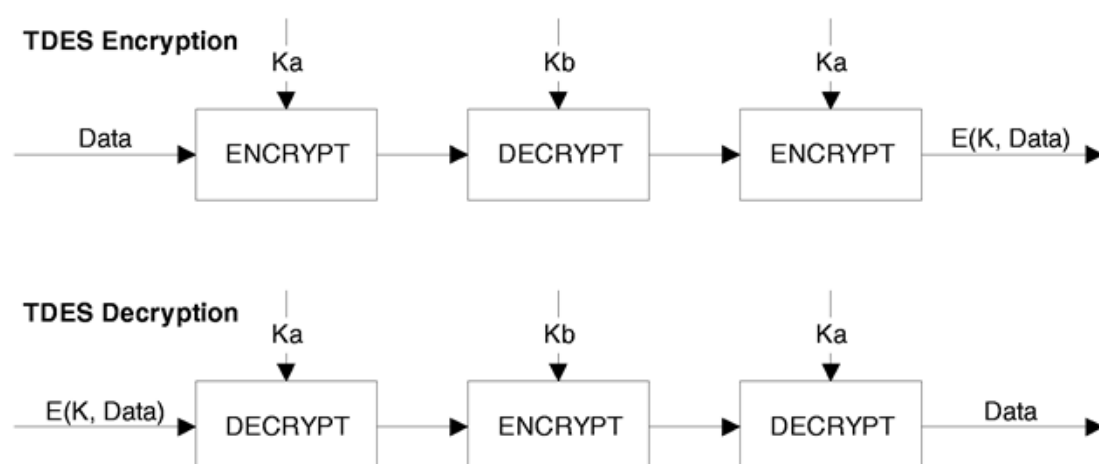 TDES Encryption
Ka Kb Ka
Data ENCRYPT DECRYPT ENCRYPT E(K, Data)
TDES Decryption
Ka Kb Ka
E(K, Data) DECRYPT ENCRYPT DECRYPT Data